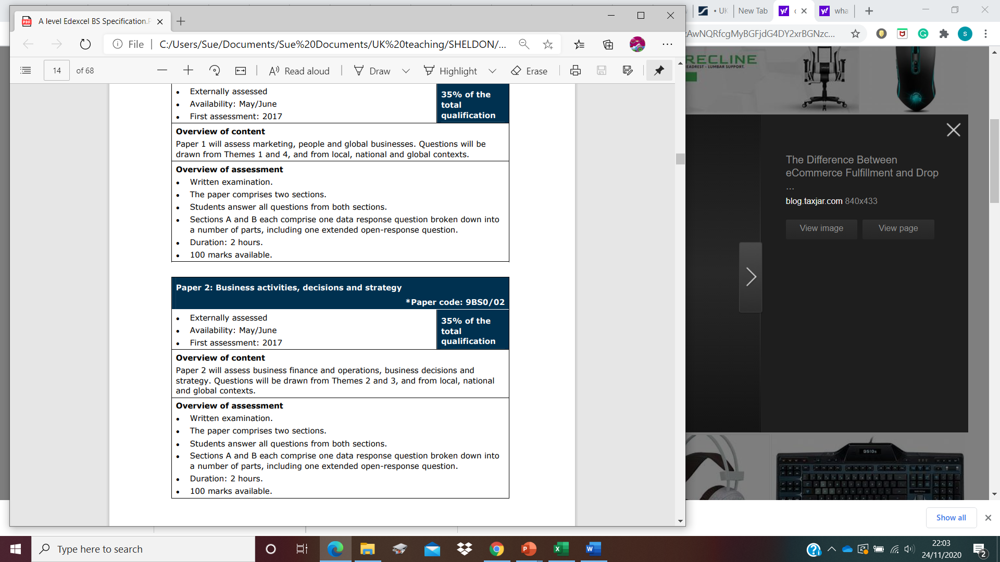 A level Edexcel BS Specification.P
• UK
New Tab
wha
File
C:/Users/Sue/Documents/Sue%20Documents/UK%20teaching/SHELDON/...
AwNQRfcgMyBGFjdG4DY2xrBGNzc...
S
14 of 68
Read aloud
Draw
Highlight
Erase
• Externally assessed
• Availability: May/June
• First assessment: 2017
35% of the
total
qualification
Overview of content
Paper 1 will assess marketing, people and global businesses. Questions will be
drawn from Themes 1 and 4, and from local, national and global contexts.
Overview of assessment
• Written examination.
• The paper comprises two sections.
• Students answer all questions from both sections.
• Sections A and B each comprise one data response question broken down into
a number of parts, including one extended open-response question.
• Duration: 2 hours.
• 100 marks available.
Paper 2: Business activities, decisions and strategy
*Paper code: 9BS0/02
• Externally assessed
• Availability: May/June
• First assessment: 2017
35% of the
total
qualification
Overview of content
Paper 2 will assess business finance and operations, business decisions and
strategy. Questions will be drawn from Themes 2 and 3, and from local, national
and global contexts.
Overview of assessment
• Written examination.
• The paper comprises two sections.
• Students answer all questions from both sections.
• Sections A and B each comprise one data response question broken down into
a number of parts, including one extended open-response question.
• Duration: 2 hours.
• 100 marks available.
RECLINE
HEADREST - LUMBAR SUPPORT.
The Difference Between
eCommerce Fulfillment and Drop
...
blog.taxjar.com 840x433
View image
View page
G510s
Show all
Type here to search
22:03
24/11/2020
2